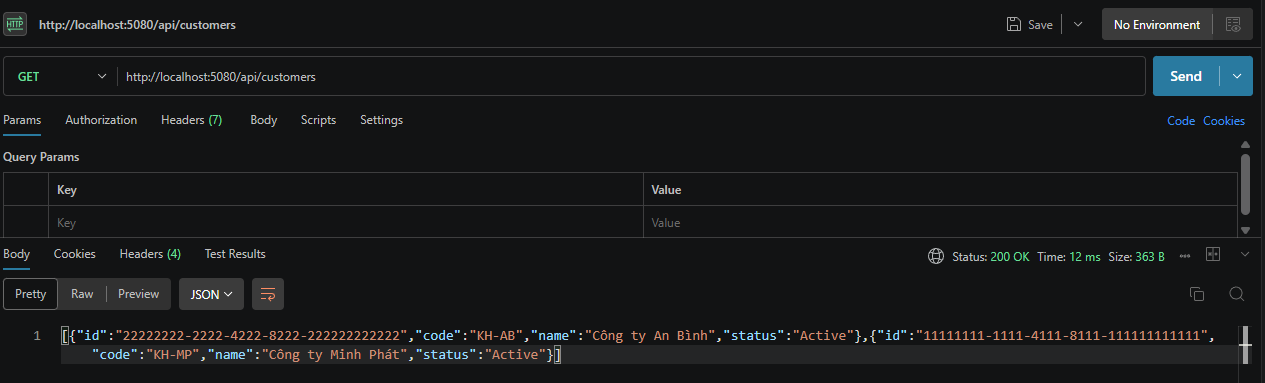 HTTP http://localhost:5080/api/customers Save No Environment
GET http://localhost:5080/api/customers Send
Params Authorization Headers (7) Body Scripts Settings Code Cookies
Query Params
Key Value
Key Value
Body Cookies Headers (4) Test Results Status: 200 OK Time: 12 ms Size: 363 B
Pretty Raw Preview JSON
1 [{"id":"22222222-2222-4222-8222-222222222222","code":"KH-AB","name":"Công ty An Bình","status":"Active"},{"id":"11111111-1111-4111-8111-111111111111",
"code":"KH-MP","name":"Công ty Minh Phát","status":"Active"}]